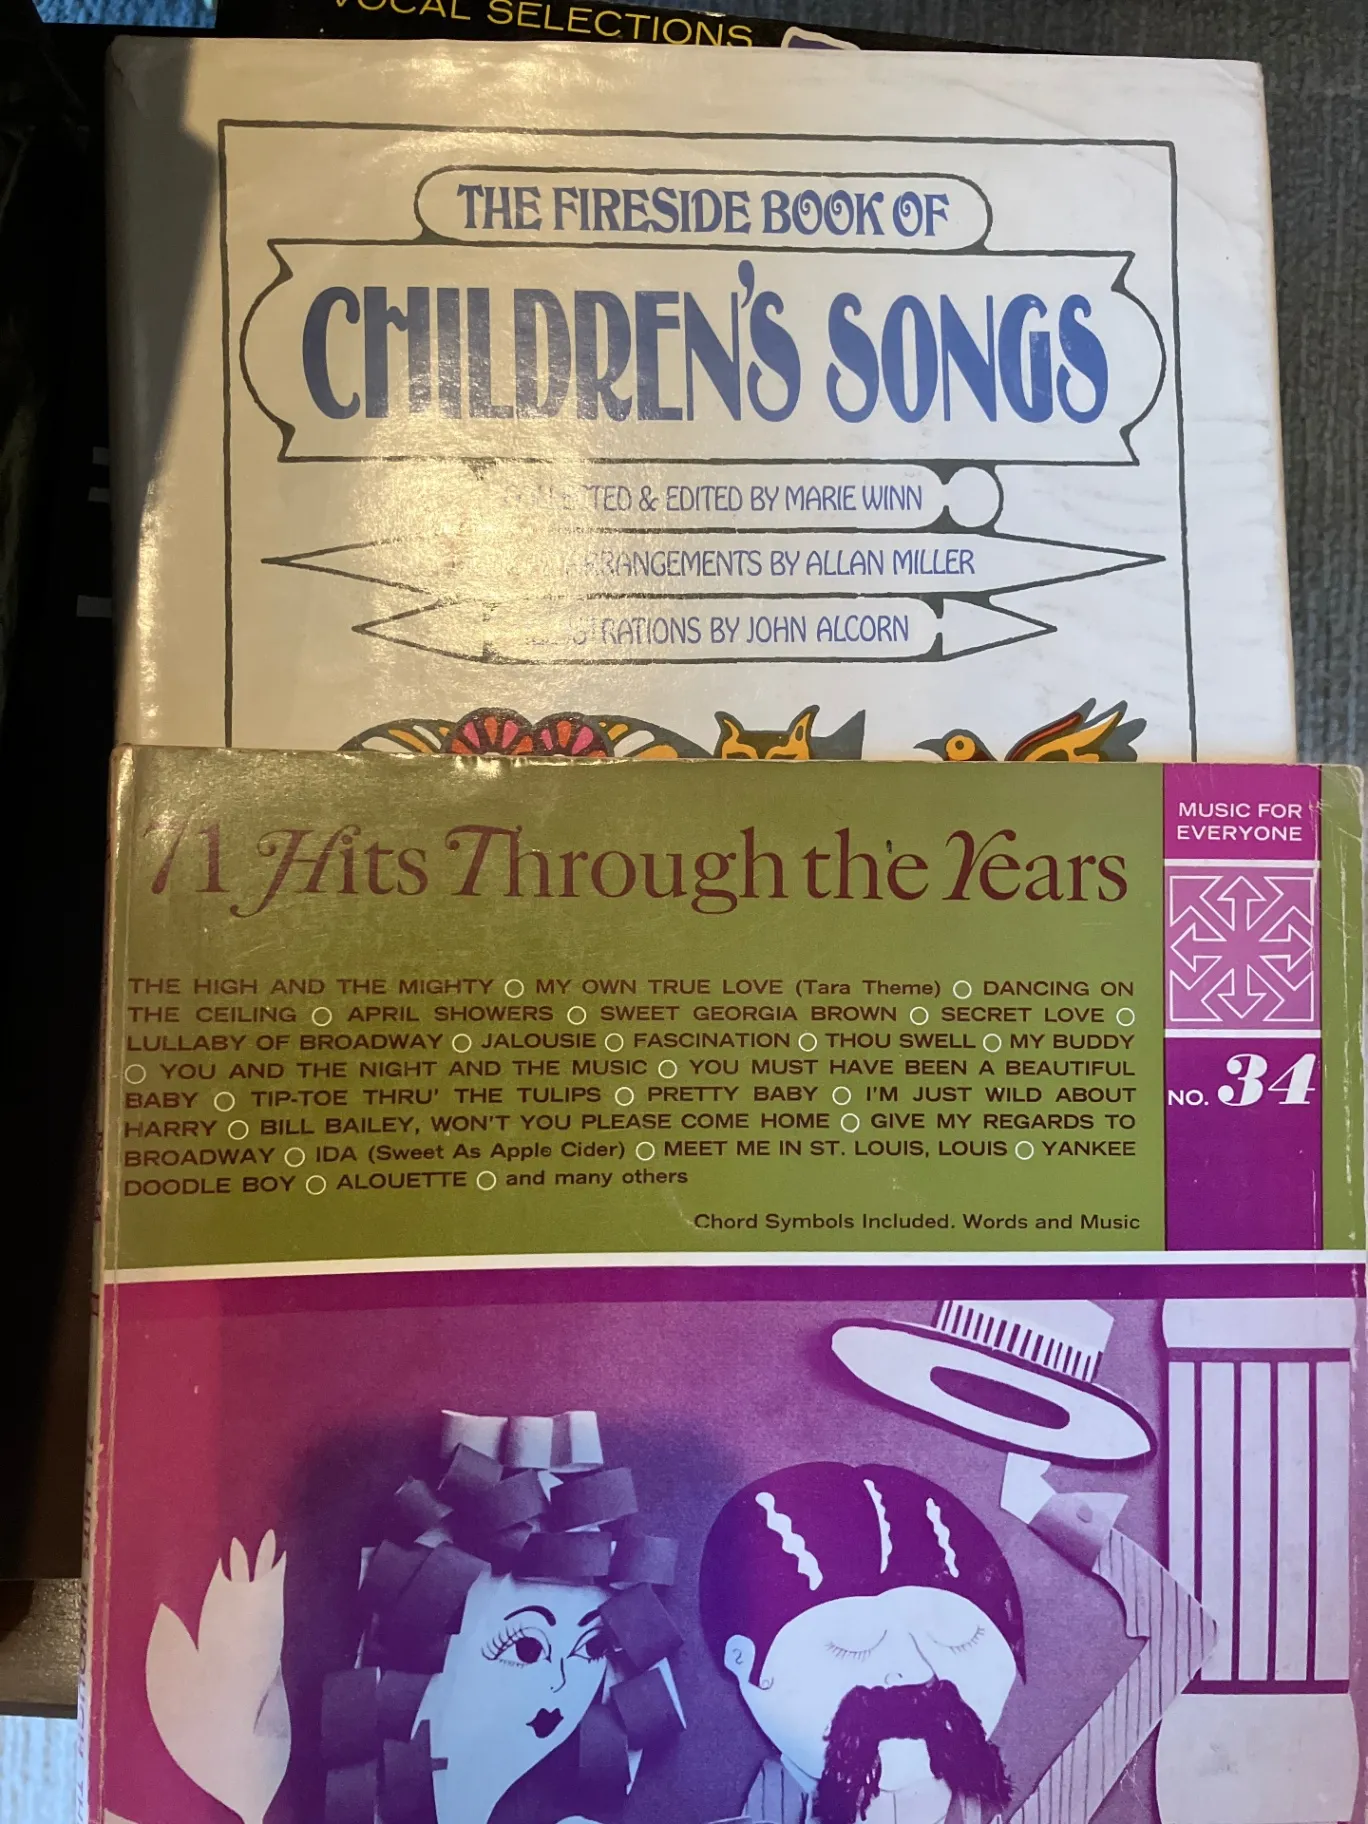 VOCAL SELECTIONS
THE FIRESIDE BOOK OF
CHILDREN'S SONGS
& EDITED BY MARIE WINN
ARRANGEMENTS BY ALLAN MILLER
BY JOHN ALCORN
71 Hits Through the Years
MUSIC FOR
EVERYONE
NO. 34
THE HIGH AND THE MIGHTY ○ MY OWN TRUE LOVE (Tara Theme) ○ DANCING ON
THE CEILING ○ APRIL SHOWERS ○ SWEET GEORGIA BROWN ○ SECRET LOVE ○
LULLABY OF BROADWAY ○ JALOUSIE ○ FASCINATION ○ THOU SWELL ○ MY BUDDY
○ YOU AND THE NIGHT AND THE MUSIC ○ YOU MUST HAVE BEEN A BEAUTIFUL
BABY ○ TIP-TOE THRU' THE TULIPS ○ PRETTY BABY ○ I'M JUST WILD ABOUT
HARRY ○ BILL BAILEY, WON'T YOU PLEASE COME HOME ○ GIVE MY REGARDS TO
BROADWAY ○ IDA (Sweet As Apple Cider) ○ MEET ME IN ST. LOUIS, LOUIS ○ YANKEE
DOODLE BOY ○ ALOUETTE ○ and many others
Chord Symbols Included. Words and Music